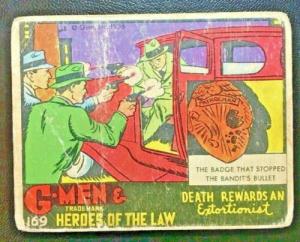 PATROLMAN
THE BADGE THAT STOPPED
THE BANDIT'S BULLET
G-MEN &
TRADE MARK
HEROES OF THE LAW
169
DEATH REWARDS AN
Extortionist